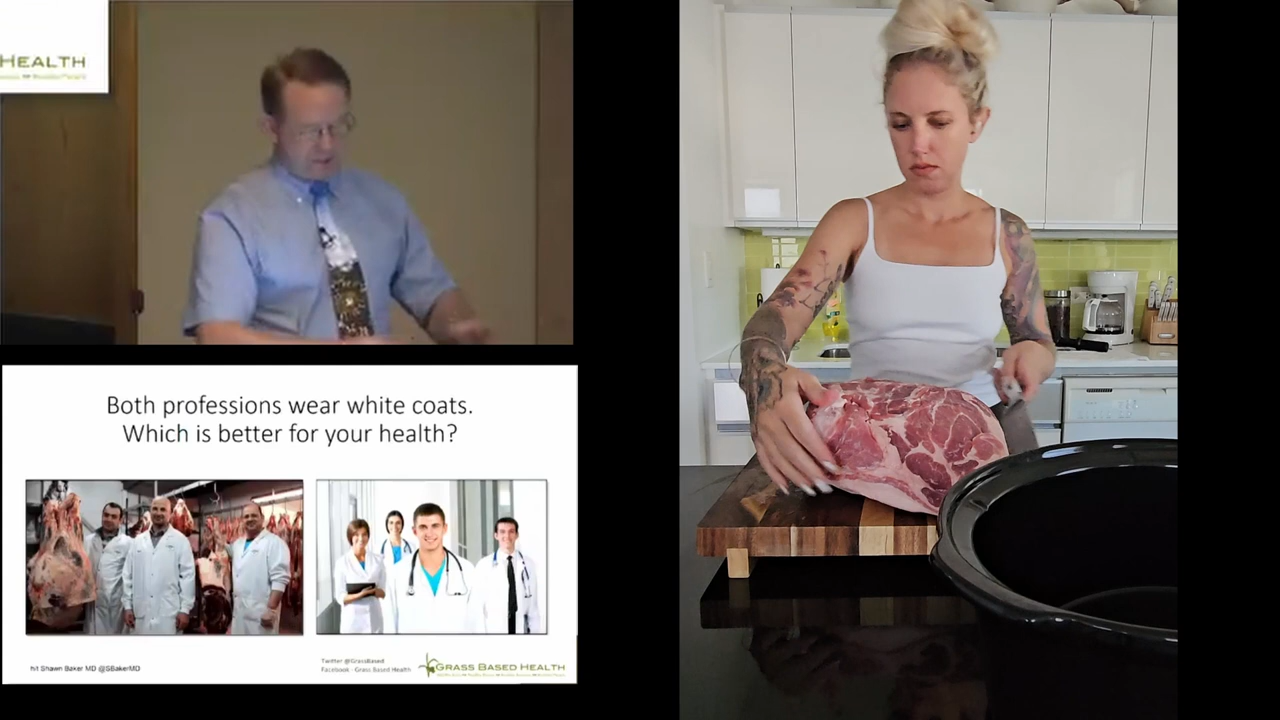 HEALTH
Both professions wear white coats.
Which is better for your health?
h/t Shawn Baker MD @SBakerMD
Twitter @GrassBased
Facebook - Grass Based Health
GRASS BASED HEALTH